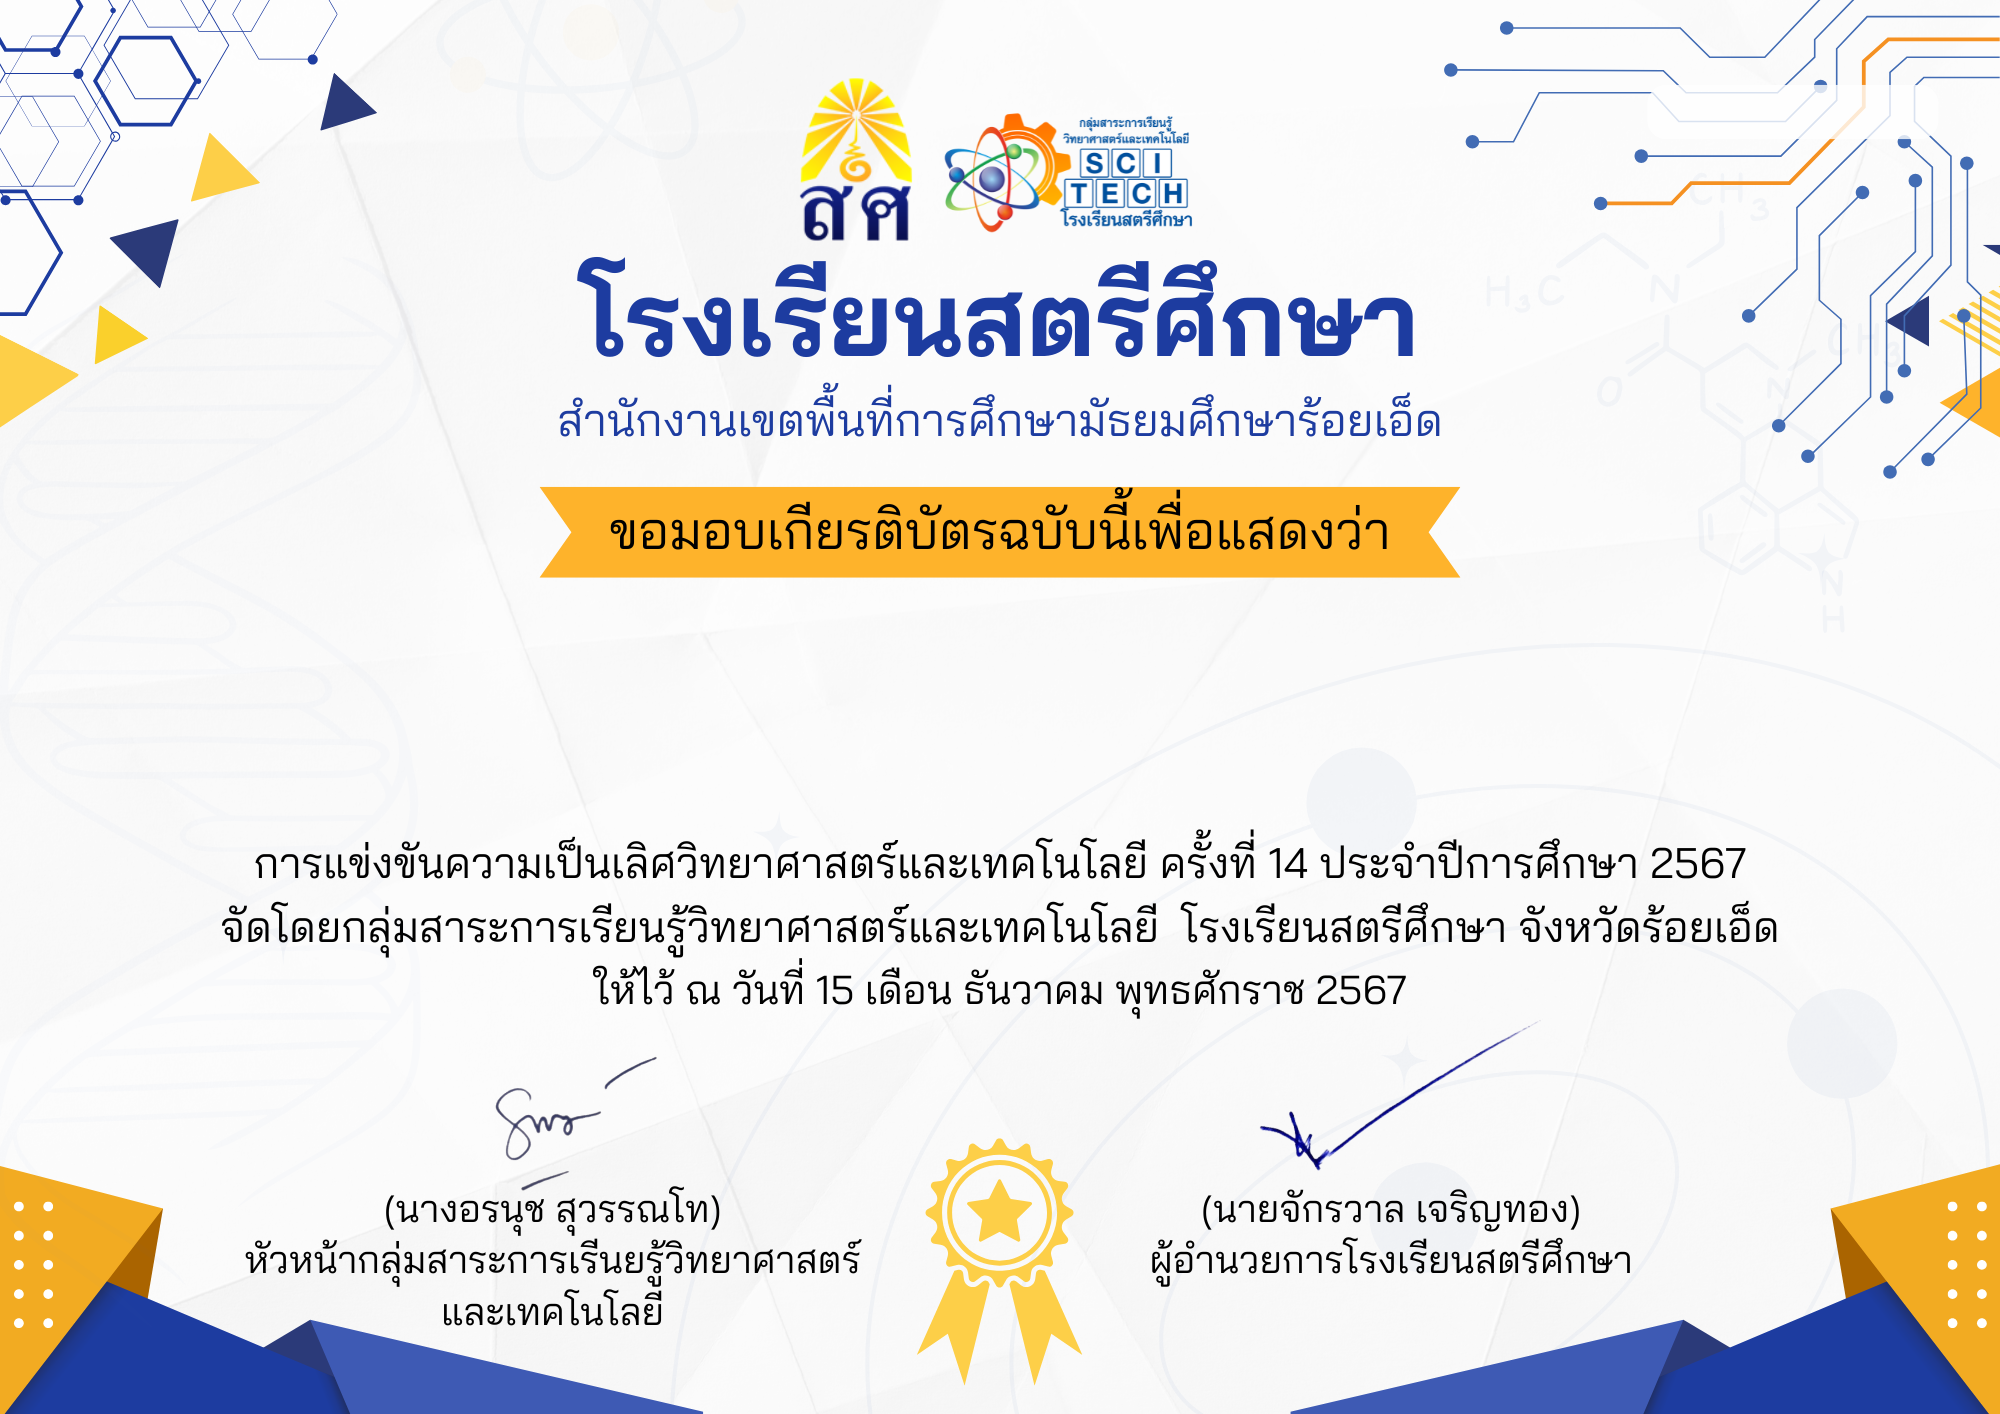 กลุ่มสาระการเรียนรู้
วิทยาศาสตร์และเทคโนโลยี
SCI
TECH
โรงเรียนสตรีศึกษา
สศ
โรงเรียนสตรีศึกษา
สำนักงานเขตพื้นที่การศึกษามัธยมศึกษาร้อยเอ็ด
ขอมอบเกียรติบัตรฉบับนี้เพื่อแสดงว่า
H3C
N
CH3
O
N
CH3
N
H
การแข่งขันความเป็นเลิศวิทยาศาสตร์และเทคโนโลยี ครั้งที่ 14 ประจำปีการศึกษา 2567
จัดโดยกลุ่มสาระการเรียนรู้วิทยาศาสตร์และเทคโนโลยี โรงเรียนสตรีศึกษา จังหวัดร้อยเอ็ด
ให้ไว้ ณ วันที่ 15 เดือน ธันวาคม พุทธศักราช 2567
(นางอรนุช สุวรรณโท)
หัวหน้ากลุ่มสาระการเรีนยรู้วิทยาศาสตร์
และเทคโนโลยี
(นายจักรวาล เจริญทอง)
ผู้อำนวยการโรงเรียนสตรีศึกษา